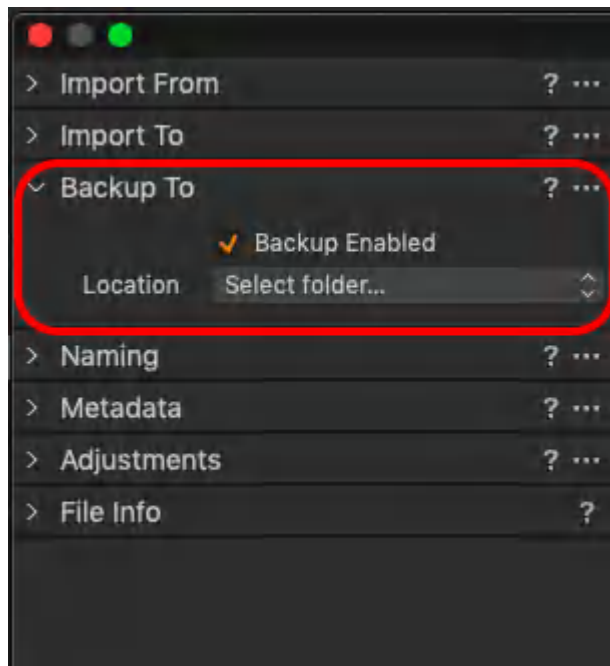 Import From ? ...
Import To ? ...
Backup To ? ...
Backup Enabled
Location Select folder...
Naming ? ...
Metadata ? ...
Adjustments ? ...
File Info ?